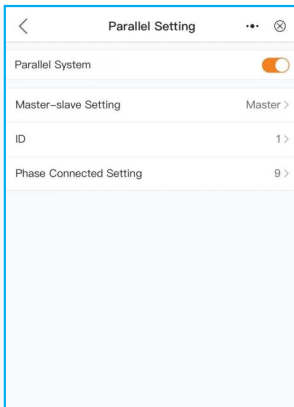 Parallel Setting
Parallel System
Master-slave Setting Master
ID 1
Phase Connected Setting 9